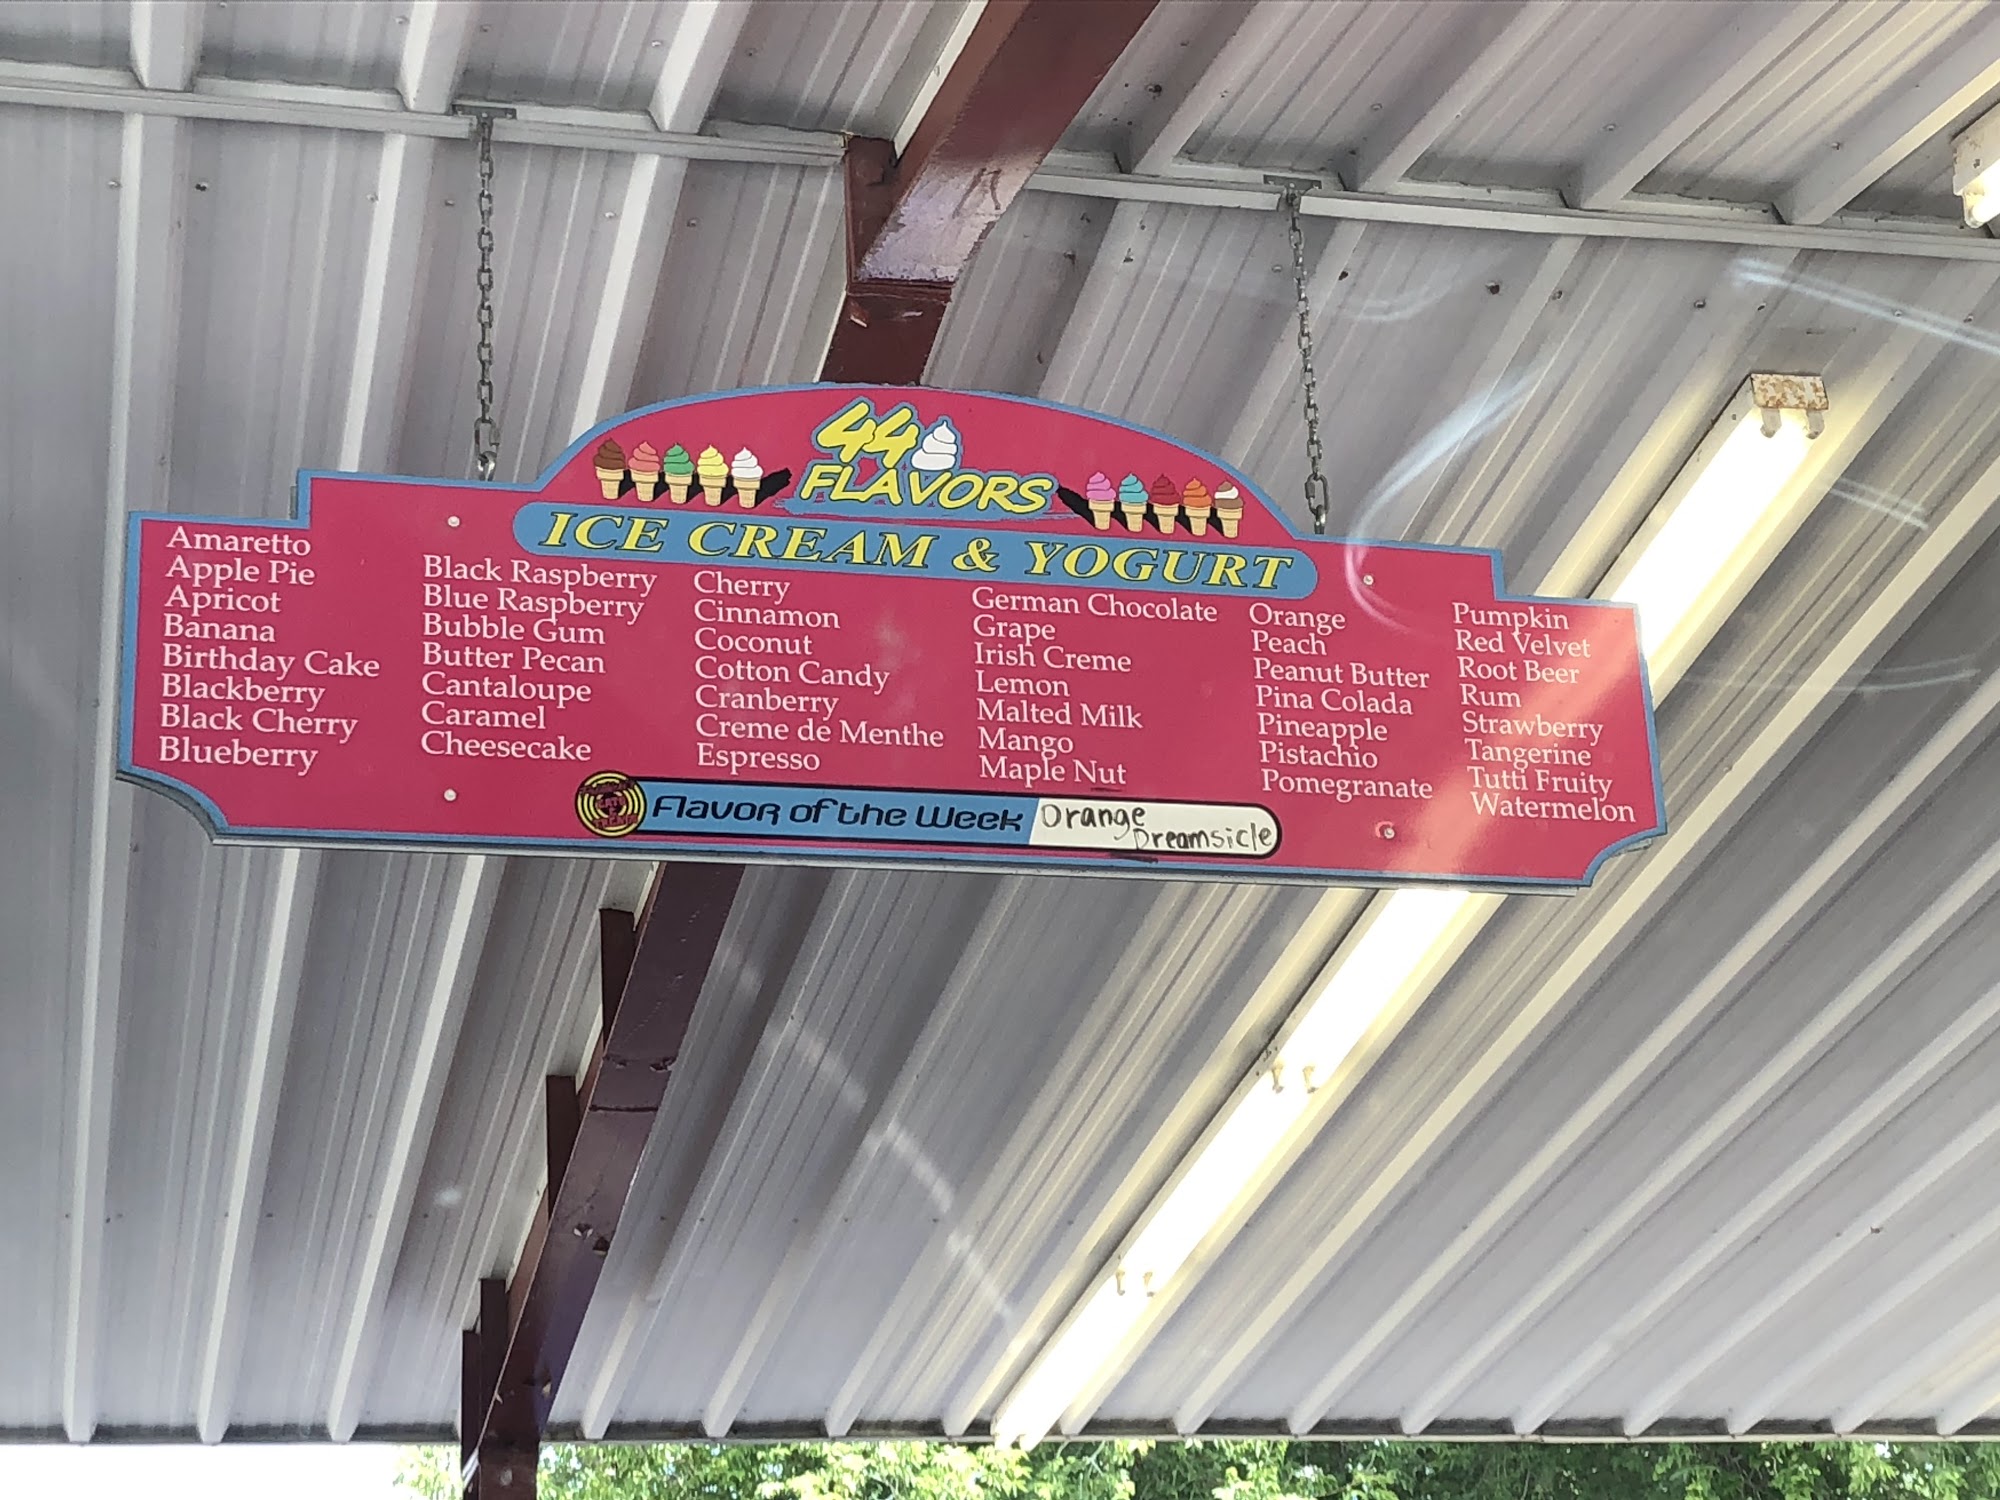 44
FLAVORS
ICE CREAM & YOGURT
Amaretto
Apple Pie
Apricot
Banana
Birthday Cake
Blackberry
Black Cherry
Blueberry
Black Raspberry
Blue Raspberry
Bubble Gum
Butter Pecan
Cantaloupe
Caramel
Cheesecake
Cherry
Cinnamon
Coconut
Cotton Candy
Cranberry
Creme de Menthe
Espresso
German Chocolate
Grape
Irish Creme
Lemon
Malted Milk
Mango
Maple Nut
Orange
Peach
Peanut Butter
Pina Colada
Pineapple
Pistachio
Pomegranate
Pumpkin
Red Velvet
Root Beer
Rum
Strawberry
Tangerine
Tutti Fruity
Watermelon
Flavor of the Week
Orange
Dreamsicle